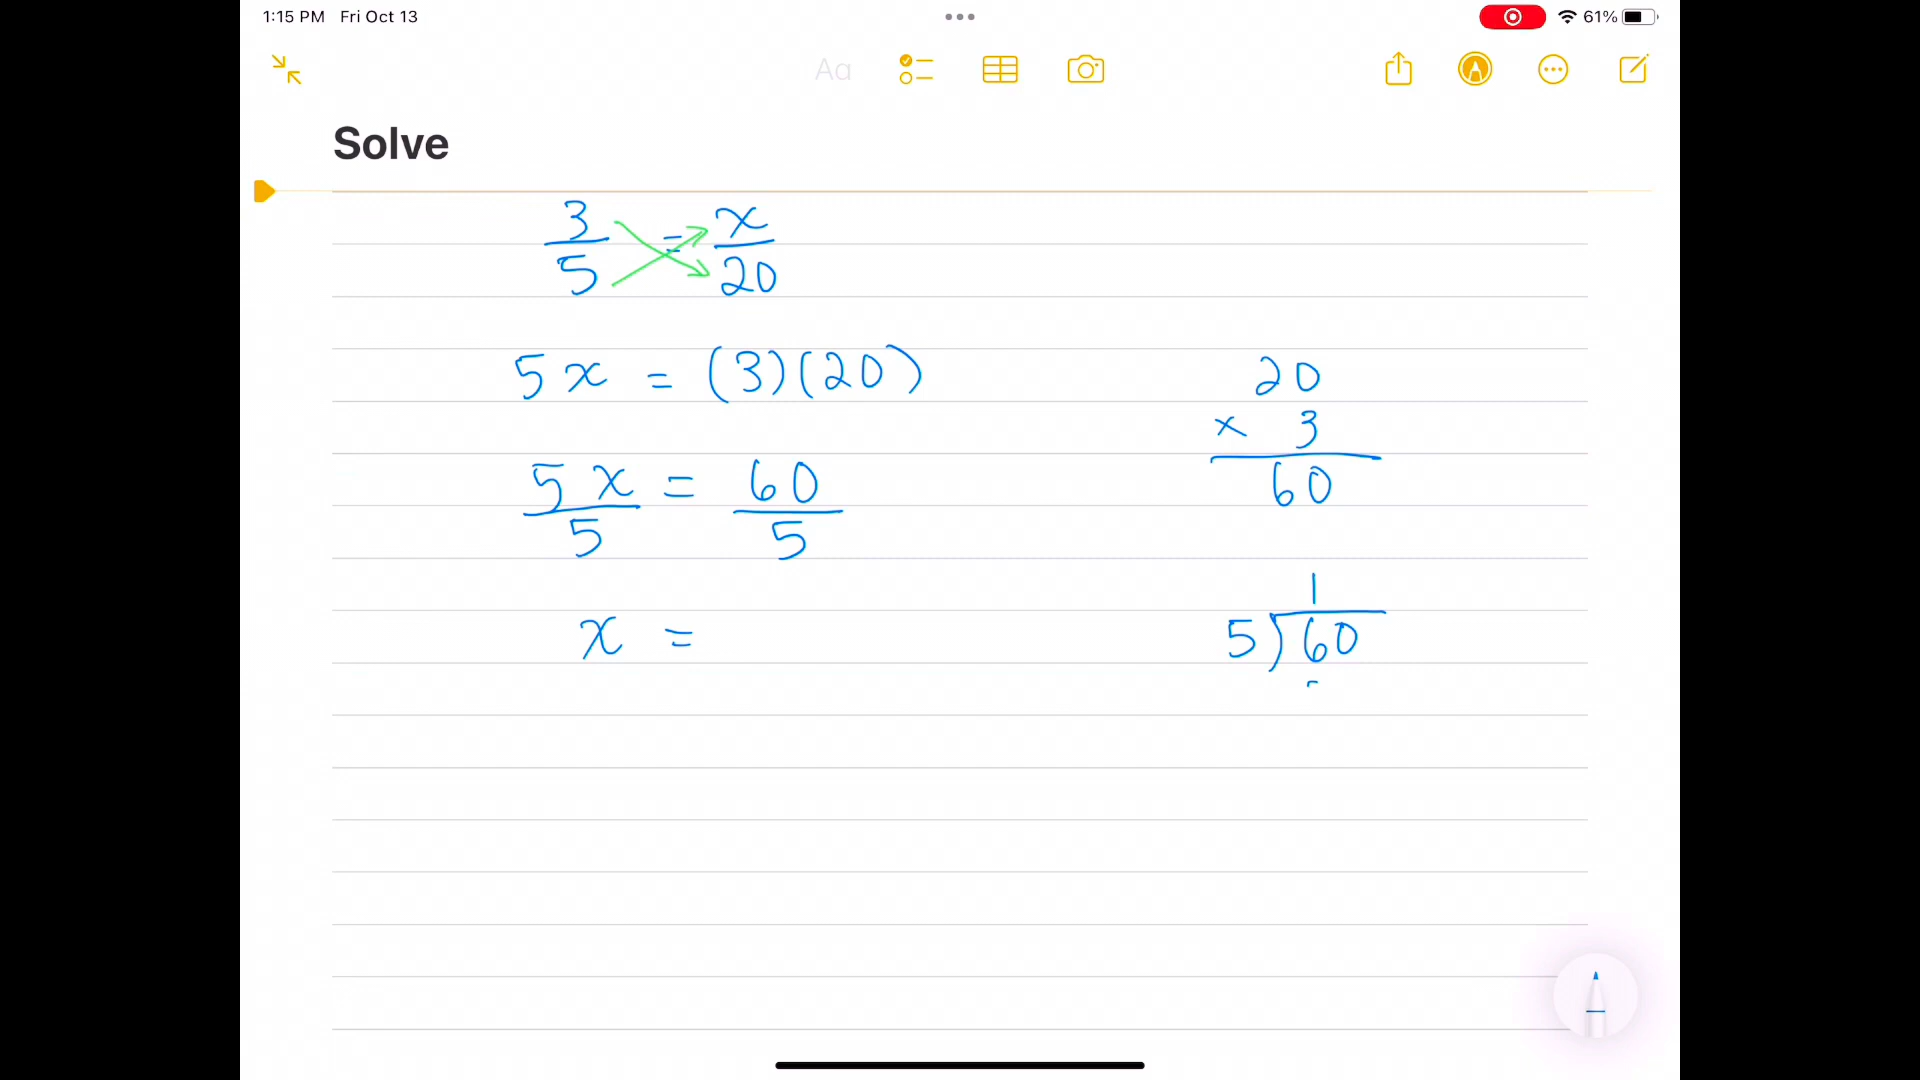 1:15 PM Fri Oct 13 61%
Aa
Solve
3/5 = x/20
5x = (3)(20)
5x/5 = 60/5
x =
20
x 3
60
1
5)60